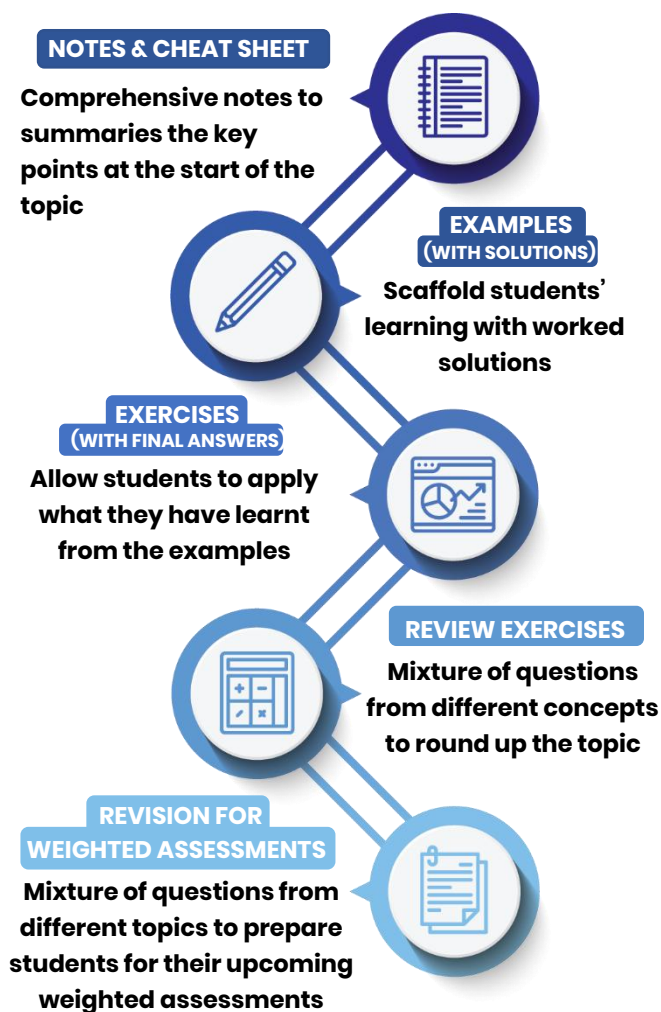 NOTES & CHEAT SHEET
Comprehensive notes to
summaries the key
points at the start of the
topic
EXAMPLES
(WITH SOLUTIONS)
Scaffold students’
learning with worked
solutions
EXERCISES
(WITH FINAL ANSWERS)
Allow students to apply
what they have learnt
from the examples
REVIEW EXERCISES
Mixture of questions
from different concepts
to round up the topic
REVISION FOR
WEIGHTED ASSESSMENTS
Mixture of questions from
different topics to prepare
students for their upcoming
weighted assessments